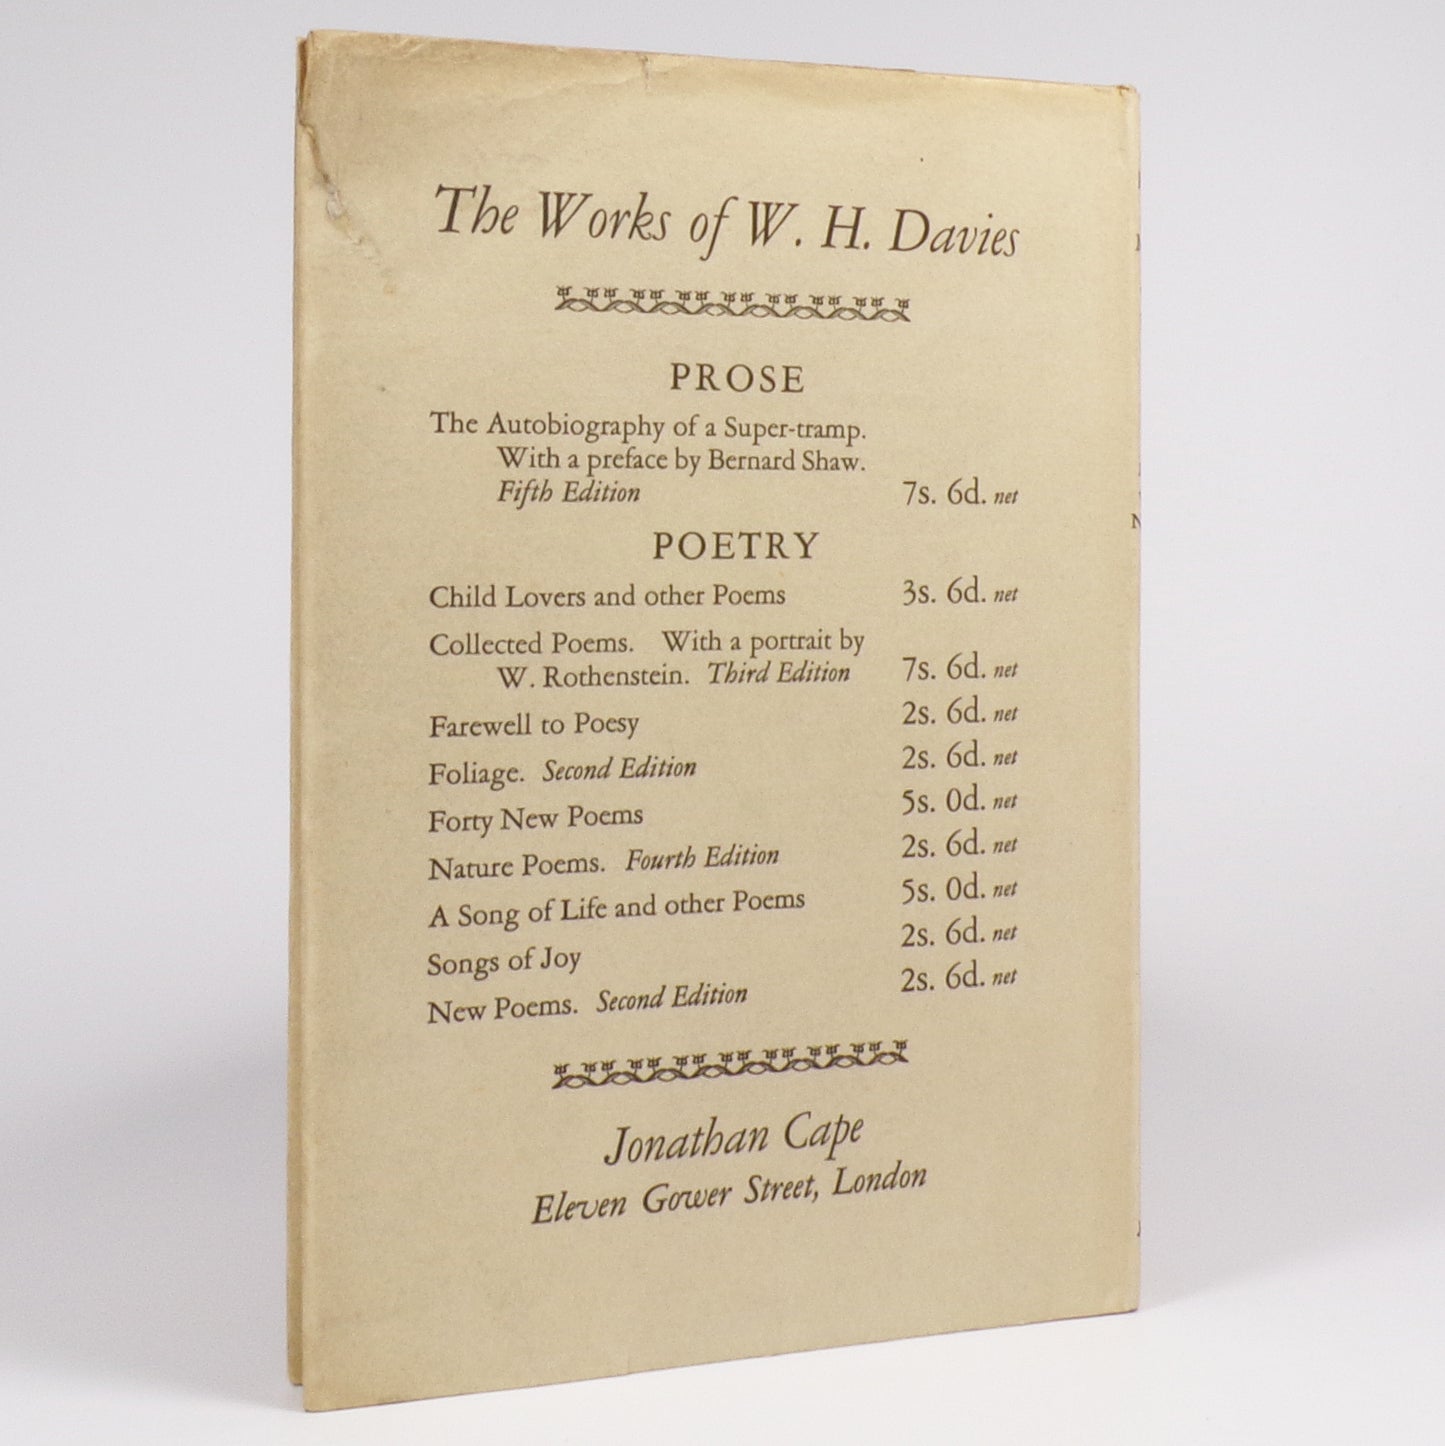 The Works of W. H. Davies
PROSE
The Autobiography of a Super-tramp.
With a preface by Bernard Shaw.
Fifth Edition 7s. 6d. net
POETRY
Child Lovers and other Poems 3s. 6d. net
Collected Poems. With a portrait by
W. Rothenstein. Third Edition 7s. 6d. net
Farewell to Poesy 2s. 6d. net
Foliage. Second Edition 2s. 6d. net
Forty New Poems 5s. 0d. net
Nature Poems. Fourth Edition 2s. 6d. net
A Song of Life and other Poems 5s. 0d. net
Songs of Joy 2s. 6d. net
New Poems. Second Edition 2s. 6d. net
Jonathan Cape
Eleven Gower Street, London